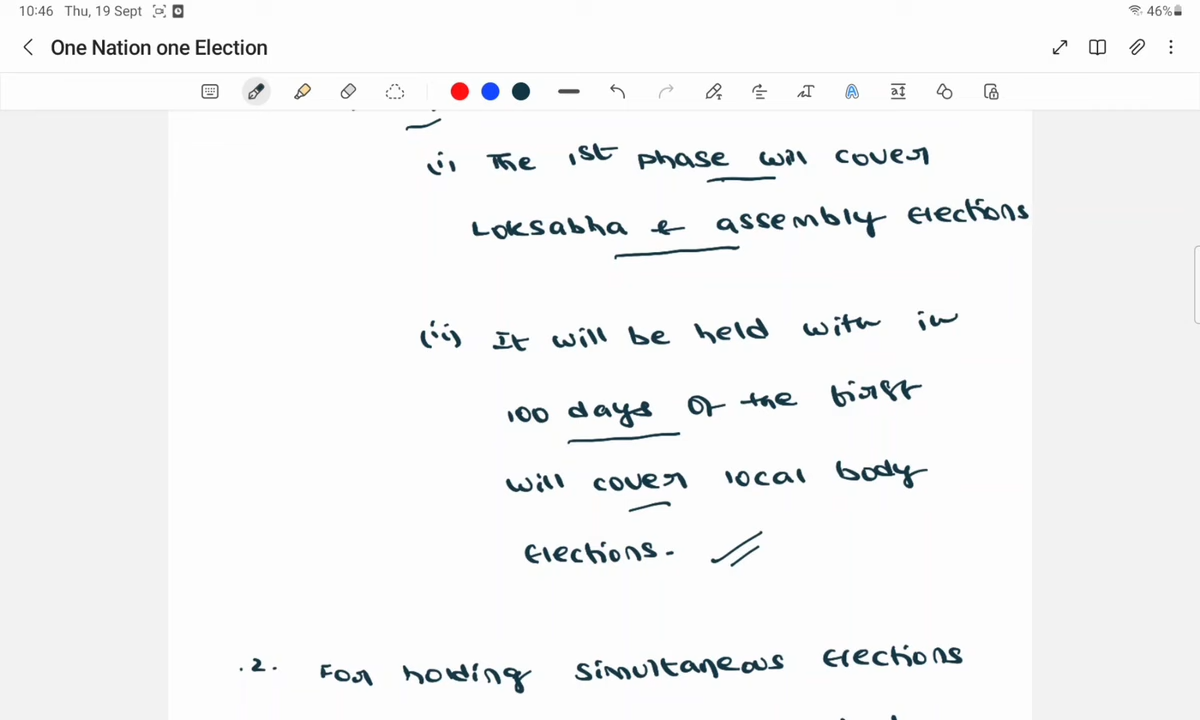 10:46 Thu, 19 Sept 46%
One Nation one Election
(i) The 1st phase will cover
Loksabha & assembly Elections
(ii) It will be held with in
100 days of the first
will cover local body
Elections.
.2. For holding simultaneous Elections